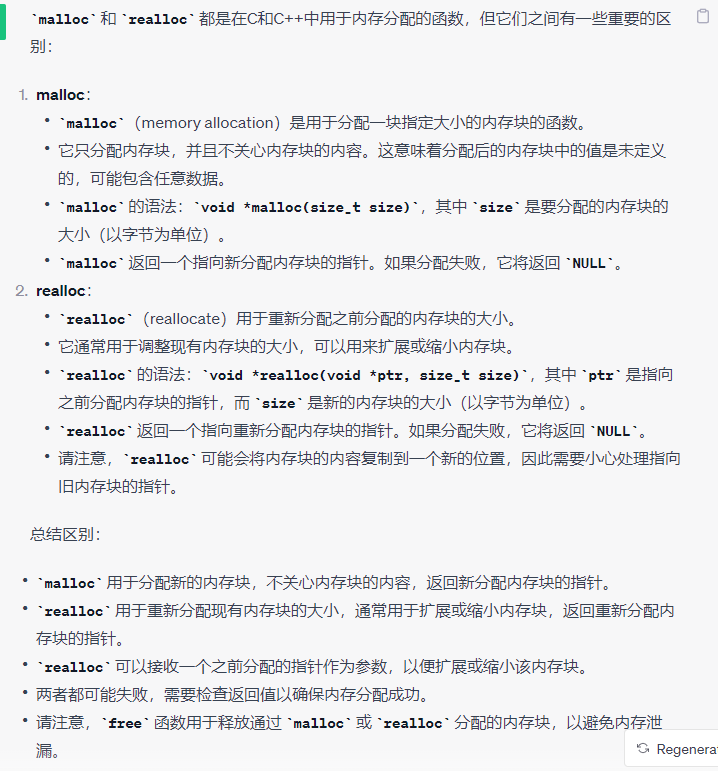 `malloc` 和 `realloc` 都是在C和C++中用于内存分配的函数，但它们之间有一些重要的区
别：
1. malloc：
• `malloc`（memory allocation）是用于分配一块指定大小的内存块的函数。
• 它只分配内存块，并且不关心内存块的内容。这意味着分配后的内存块中的值是未定义
的，可能包含任意数据。
• `malloc` 的语法：`void *malloc(size_t size)`，其中 `size` 是要分配的内存块的
大小（以字节为单位）。
• `malloc` 返回一个指向新分配内存块的指针。如果分配失败，它将返回 `NULL`。
2. realloc：
• `realloc`（reallocate）用于重新分配之前分配的内存块的大小。
• 它通常用于调整现有内存块的大小，可以用来扩展或缩小内存块。
• `realloc` 的语法：`void *realloc(void *ptr, size_t size)`，其中 `ptr` 是指向
之前分配内存块的指针，而 `size` 是新的内存块的大小（以字节为单位）。
• `realloc` 返回一个指向重新分配内存块的指针。如果分配失败，它将返回 `NULL`。
• 请注意，`realloc` 可能会将内存块的内容复制到一个新的位置，因此需要小心处理指向
旧内存块的指针。
总结区别：
• `malloc` 用于分配新的内存块，不关心内存块的内容，返回新分配内存块的指针。
• `realloc` 用于重新分配现有内存块的大小，通常用于扩展或缩小内存块，返回重新分配内
存块的指针。
• `realloc` 可以接收一个之前分配的指针作为参数，以便扩展或缩小该内存块。
• 两者都可能失败，需要检查返回值以确保内存分配成功。
• 请注意，`free` 函数用于释放通过 `malloc` 或 `realloc` 分配的内存块，以避免内存泄
漏。
Regenera